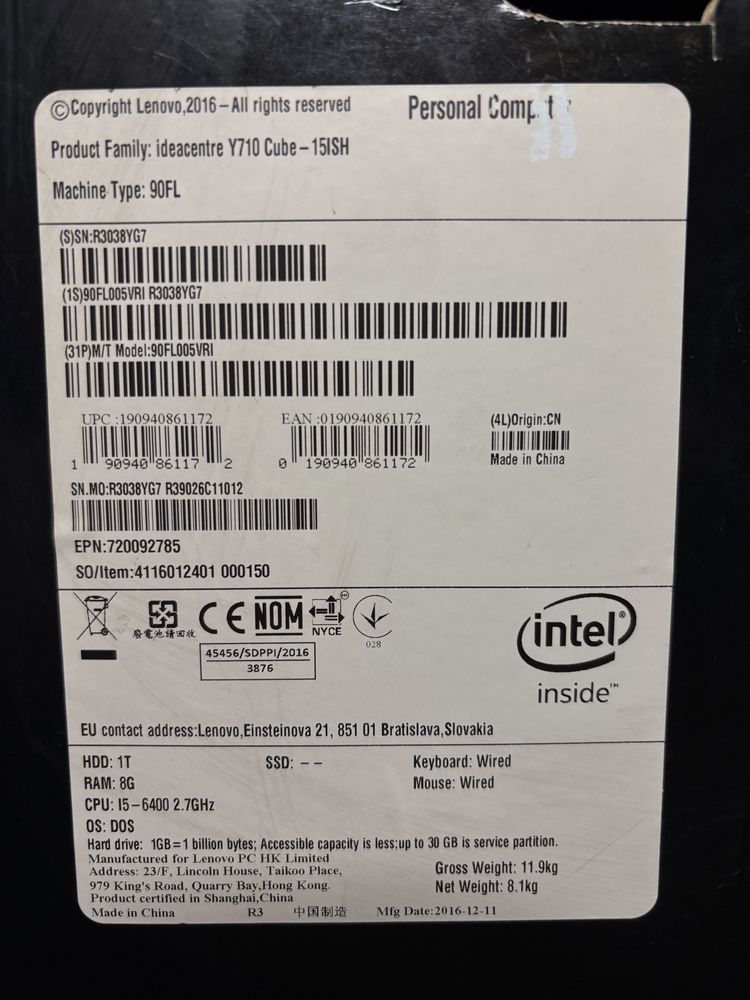 ©Copyright Lenovo,2016–All rights reserved
Personal
Product Family: ideacentre Y710 Cube–15ISH
Machine Type: 90FL
(S)SN:R3038YG7
(1S)90FL005VRI R3038YG7
(31P)M/T Model:90FL005VRI
UPC :190940861172
EAN :0190940861172
(4L)Origin:CN
1 90940 86117 2
0 190940 861172
Made in China
SN.MO:R3038YG7 R39026C11012
EPN:720092785
SO/Item:4116012401 000150
廢電池請回收
CE
NOM
NYCE
028
45456/SDPPI/2016
3876
intel®
inside™
EU contact address:Lenovo,Einsteinova 21, 851 01 Bratislava,Slovakia
HDD: 1T
SSD: – –
Keyboard: Wired
RAM: 8G
Mouse: Wired
CPU: I5–6400 2.7GHz
OS: DOS
Hard drive: 1GB=1 billion bytes; Accessible capacity is less;up to 30 GB is service partition.
Manufactured for Lenovo PC HK Limited
Address: 23/F, Lincoln House, Taikoo Place,
979 King's Road, Quarry Bay,Hong Kong.
Product certified in Shanghai,China
Gross Weight: 11.9kg
Net Weight: 8.1kg
Made in China R3 中国制造 Mfg Date:2016-12-11